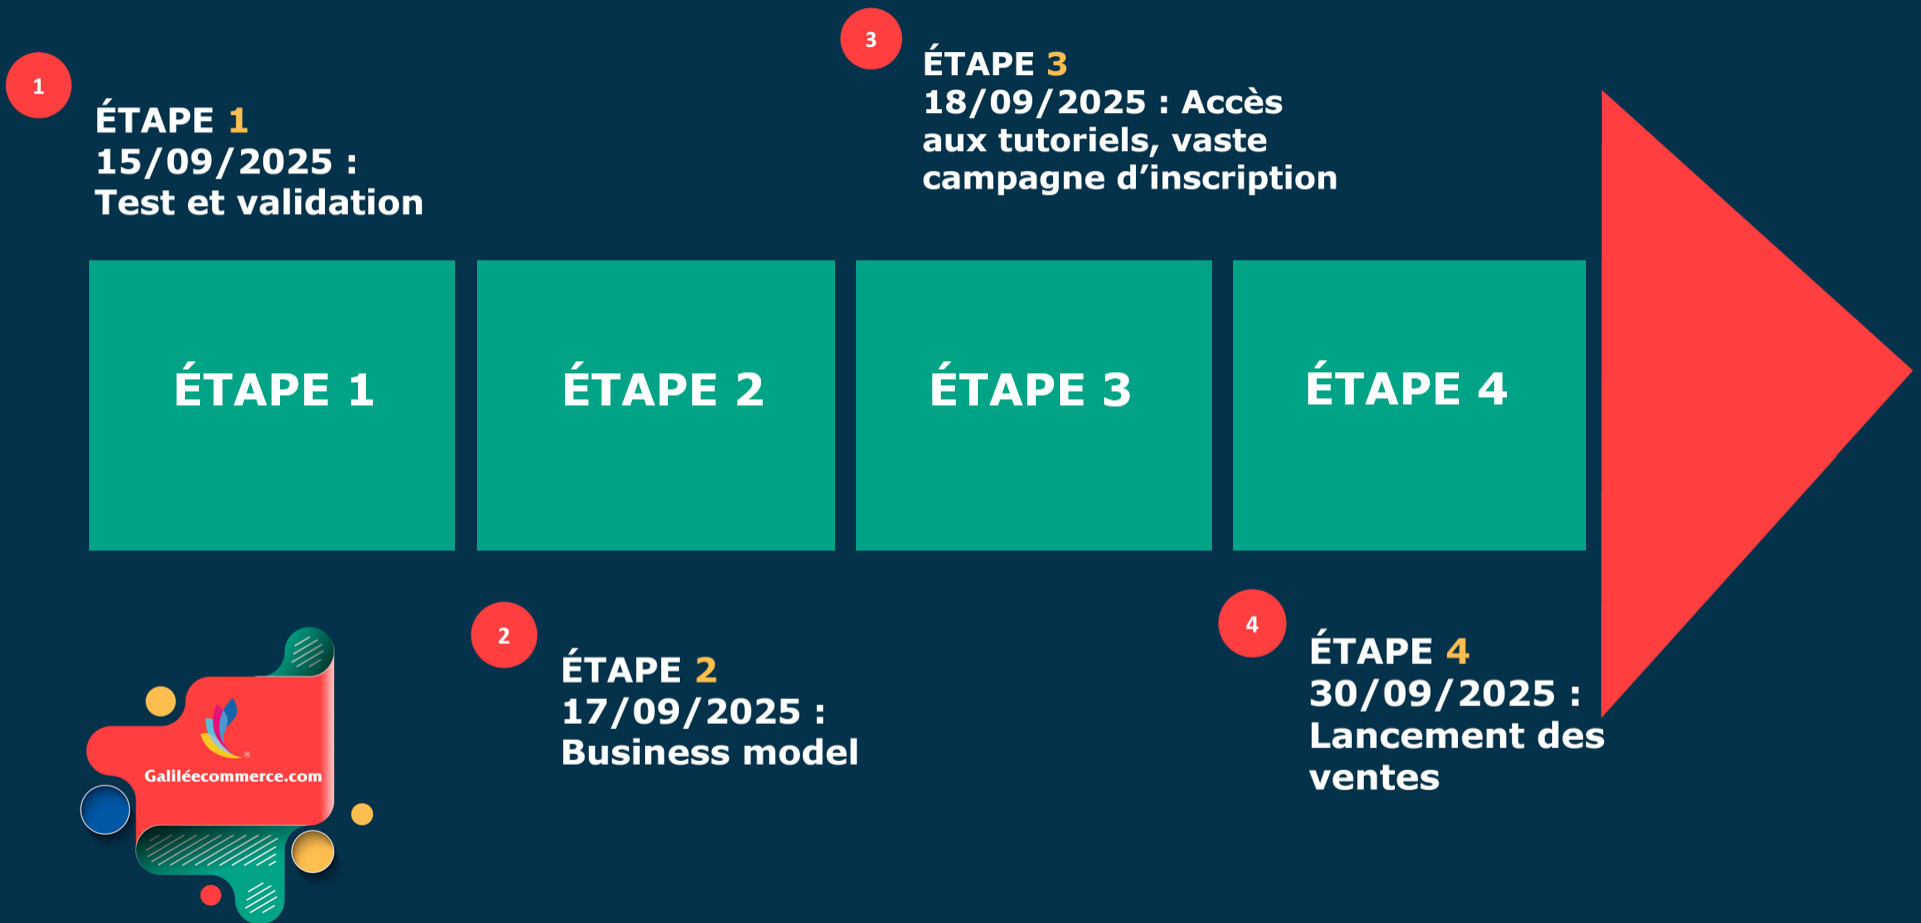 1
ÉTAPE 1
15/09/2025 :
Test et validation
3
ÉTAPE 3
18/09/2025 : Accès
aux tutoriels, vaste
campagne d’inscription
ÉTAPE 1
ÉTAPE 2
ÉTAPE 3
ÉTAPE 4
2
ÉTAPE 2
17/09/2025 :
Business model
4
ÉTAPE 4
30/09/2025 :
Lancement des
ventes
®
Galiléecommerce.com